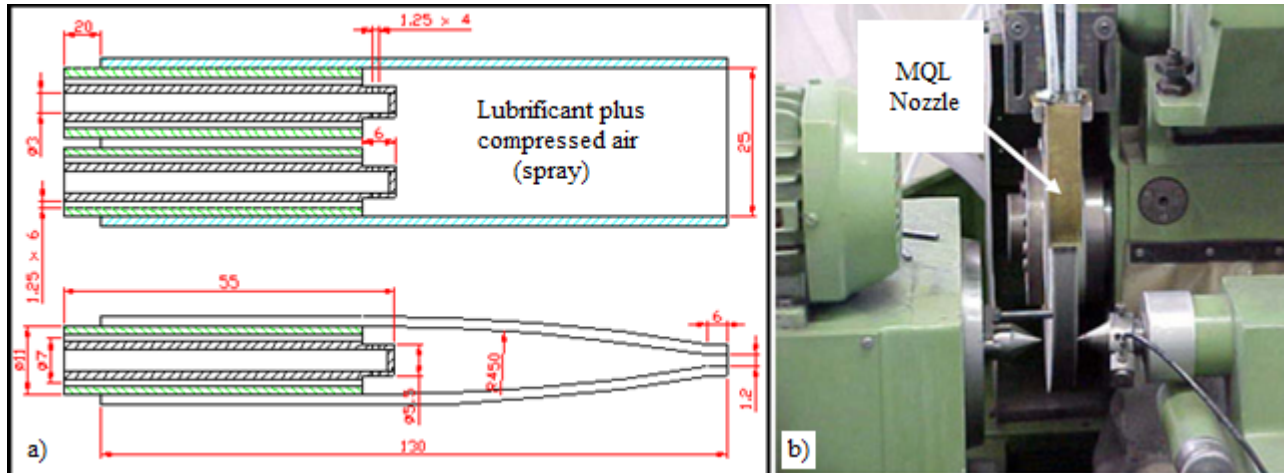 20
1.25 × 4
Lubrificant plus
compressed air
(spray)
ø3
6
25
1.25 × 6
55
6
ø11
ø7
ø5.5
2450
1.2
130
a)
MQL
Nozzle
b)